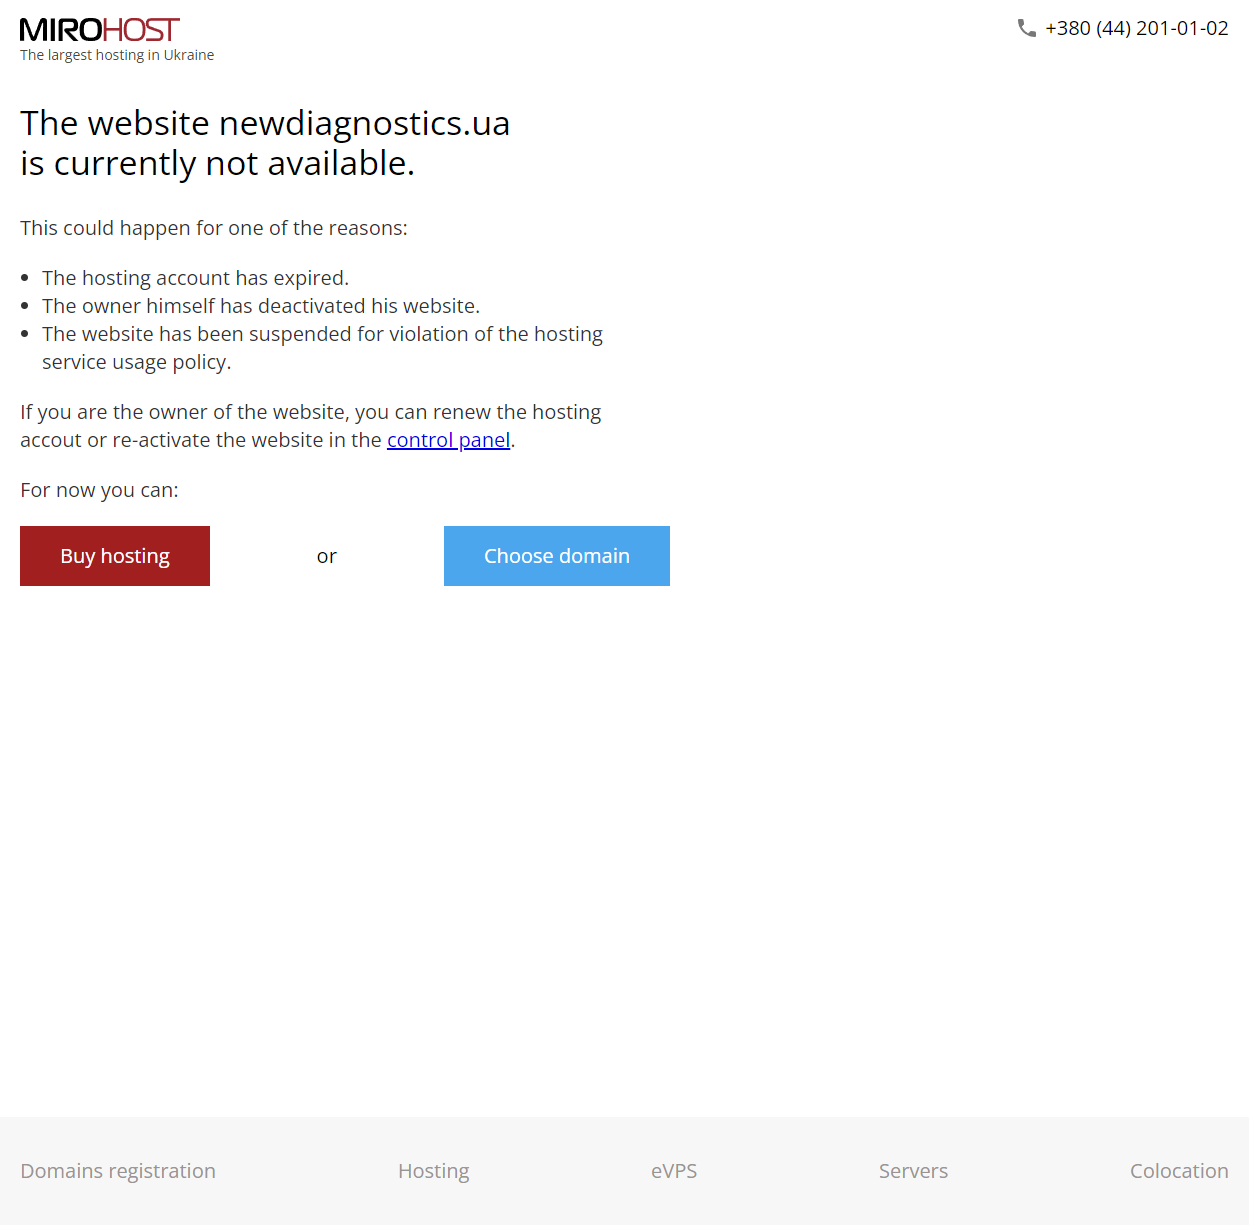 MIROHOST
The largest hosting in Ukraine
+380 (44) 201-01-02
The website newdiagnostics.ua
is currently not available.
This could happen for one of the reasons:
The hosting account has expired.
The owner himself has deactivated his website.
The website has been suspended for violation of the hosting
service usage policy.
If you are the owner of the website, you can renew the hosting
accout or re-activate the website in the control panel.
For now you can:
Buy hosting
or
Choose domain
Domains registration
Hosting
eVPS
Servers
Colocation